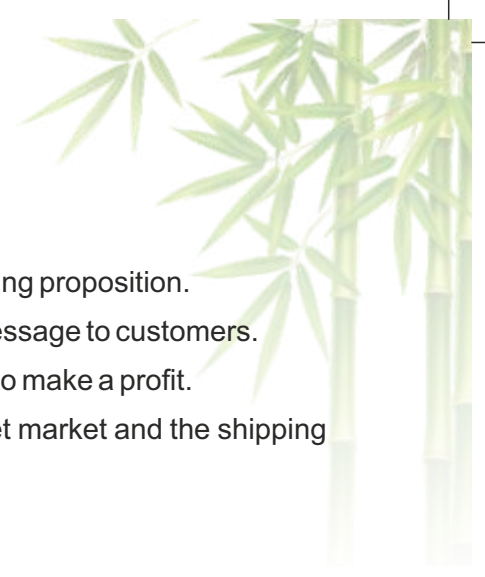 ng proposition.
essage to customers.
o make a profit.
et market and the shipping